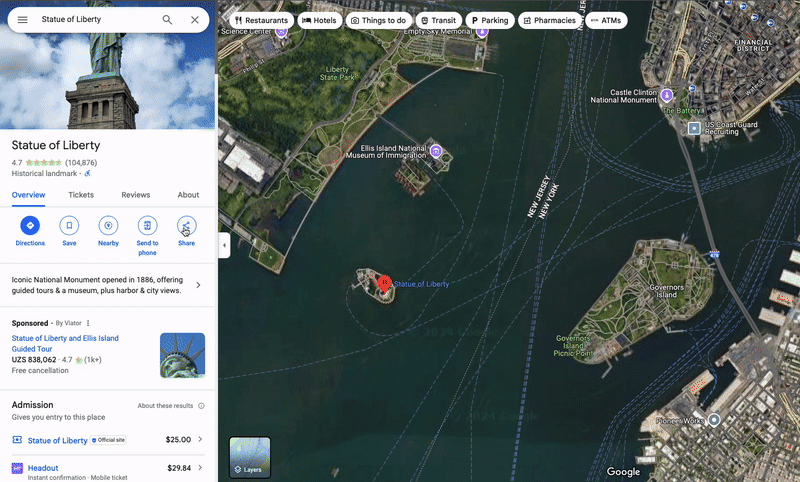 Statue of Liberty
Restaurants
Hotels
Things to do
Transit
Parking
Pharmacies
ATMs
Statue of Liberty
4.7 (104,876)
Historical landmark ·
Overview
Tickets
Reviews
About
Directions
Save
Nearby
Send to
phone
Share
Iconic National Monument opened in 1886, offering
guided tours & a museum, plus harbor & city views.
Sponsored · By Viator
Statue of Liberty and Ellis Island
Guided Tour
UZS 838,062 · 4.7 (1k+)
Free cancellation
Admission
About these results
Gives you entry to this place
Statue of Liberty
Official site
$25.00
Headout
$29.84
Instant confirmation · Mobile ticket
Science Center
Empty Sky Memorial
Philip St
Liberty
State Park
Ellis Island National
Museum of Immigration
NEW JERSEY
NEW YORK
NEW JERSEY
NEW
FINANCIAL
DISTRICT
Castle Clinton
National Monument
The Battery
US Coast Guard
Recruiting
Statue of Liberty
478
Governors
Island
Governors
Island
Picnic Point
Pioneer Works
Layers
Google